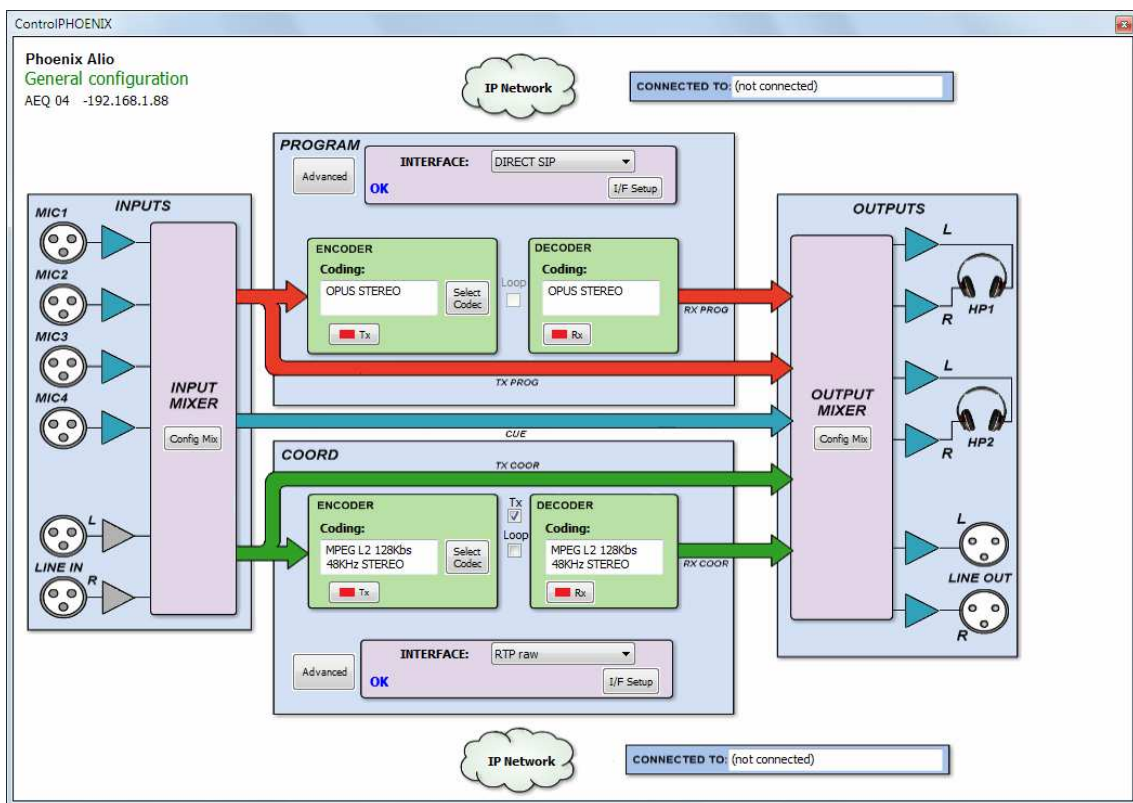 ControlPHOENIX
Phoenix Alio
General configuration
AEQ 04 -192.168.1.88
IP Network
CONNECTED TO: (not connected)
PROGRAM
Advanced
INTERFACE: DIRECT SIP
OK
I/F Setup
INPUTS
MIC1
MIC2
MIC3
MIC4
L
LINE IN
R
INPUT
MIXER
Config Mix
ENCODER
Coding:
OPUS STEREO
Select
Codec
Tx
Loop
DECODER
Coding:
OPUS STEREO
Rx
RX PROG
TX PROG
CUE
COORD
TX COOR
ENCODER
Coding:
MPEG L2 128Kbs
48KHz STEREO
Select
Codec
Tx
Tx
Loop
DECODER
Coding:
MPEG L2 128Kbs
48KHz STEREO
Rx
RX COOR
Advanced
INTERFACE: RTP raw
OK
I/F Setup
OUTPUTS
OUTPUT
MIXER
Config Mix
L
R
HP1
L
R
HP2
L
LINE OUT
R
IP Network
CONNECTED TO: (not connected)